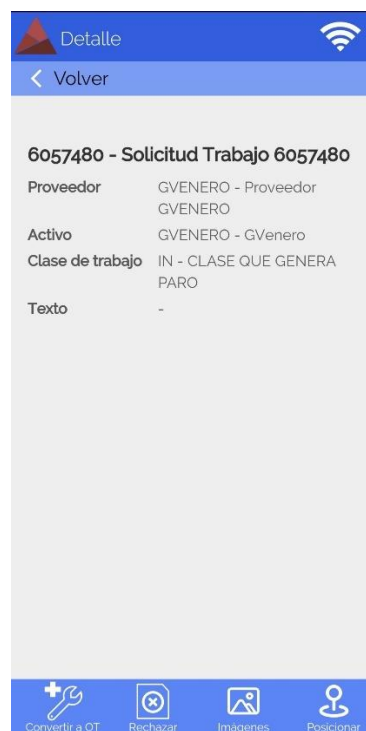 Detalle
Volver
6057480 - Solicitud Trabajo 6057480
Proveedor GVENERO - Proveedor
GVENERO
Activo GVENERO - GVenero
Clase de trabajo IN - CLASE QUE GENERA
PARO
Texto -
Convertir a OT Rechazar Imágenes Posicionar